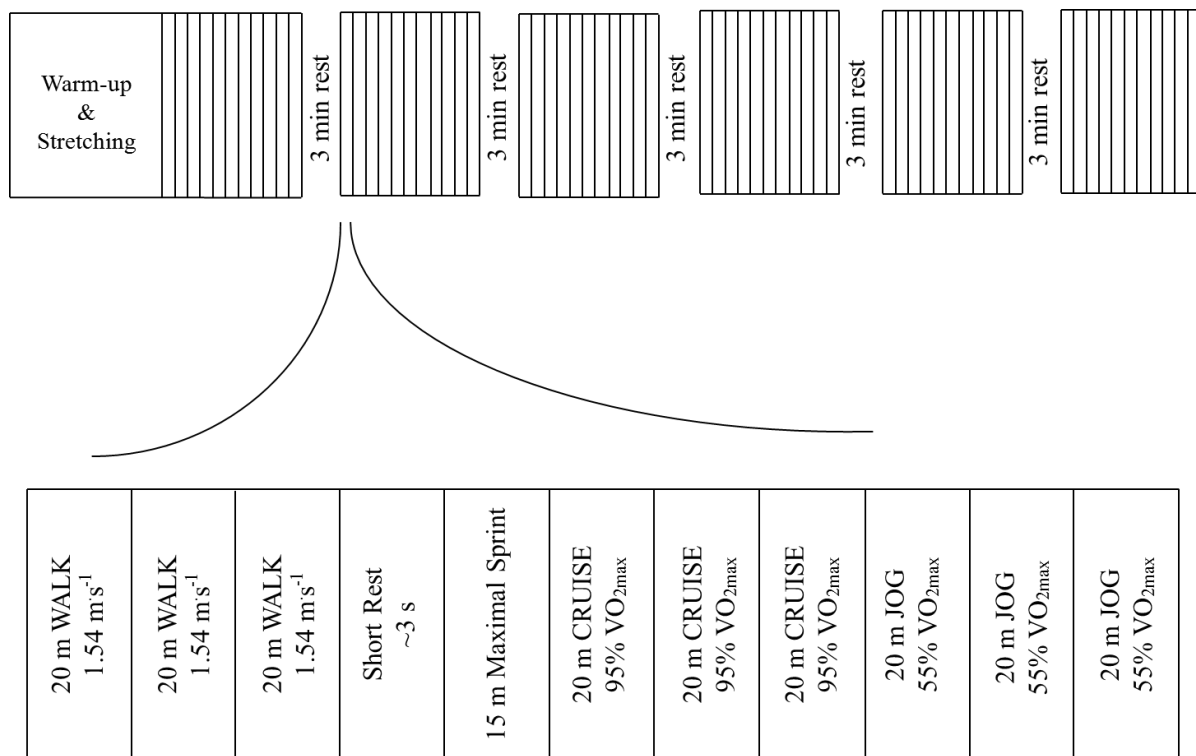 Warm-up
&
Stretching
3 min rest
3 min rest
3 min rest
3 min rest
3 min rest
20 m WALK
1.54 m·s⁻¹
20 m WALK
1.54 m·s⁻¹
20 m WALK
1.54 m·s⁻¹
Short Rest
~3 s
15 m Maximal Sprint
20 m CRUISE
95% VO₂max
20 m CRUISE
95% VO₂max
20 m CRUISE
95% VO₂max
20 m JOG
55% VO₂max
20 m JOG
55% VO₂max
20 m JOG
55% VO₂max